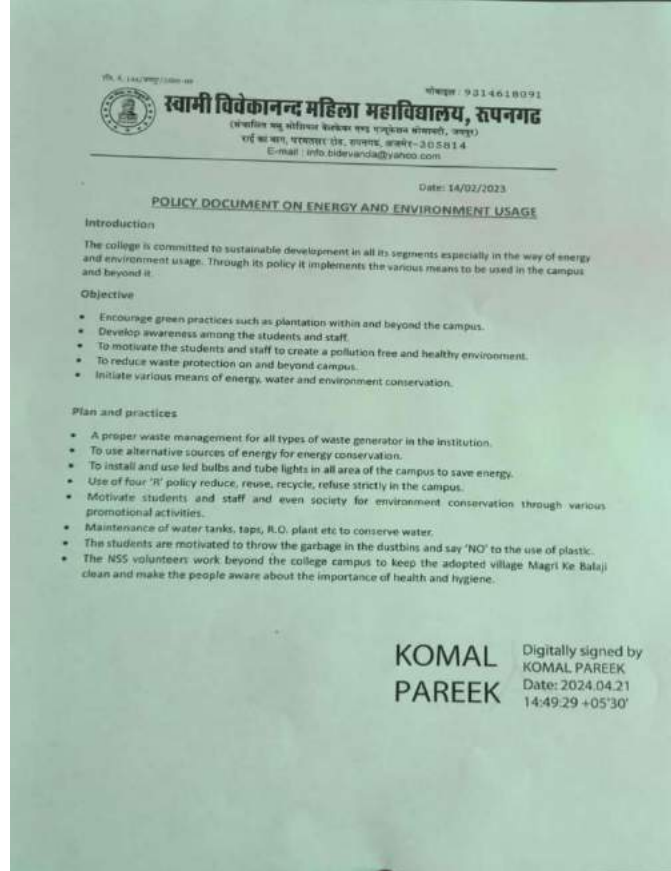 मोबाइल : 9314618091
स्वामी विवेकानन्द महिला महाविद्यालय, रूपनगढ
E-mail : info.bidevanda@yahoo.com
Date: 14/02/2023
POLICY DOCUMENT ON ENERGY AND ENVIRONMENT USAGE
Introduction
The college is committed to sustainable development in all its segments especially in the way of energy
and environment usage. Through its policy it implements the various means to be used in the campus
and beyond it.
Objective
• Encourage green practices such as plantation within and beyond the campus.
• Develop awareness among the students and staff.
• To motivate the students and staff to create a pollution free and healthy environment.
• To reduce waste protection on and beyond campus.
• Initiate various means of energy, water and environment conservation.
Plan and practices
• A proper waste management for all types of waste generator in the institution.
• To use alternative sources of energy for energy conservation.
• To install and use led bulbs and tube lights in all area of the campus to save energy.
• Use of four 'R' policy reduce, reuse, recycle, refuse strictly in the campus.
• Motivate students and staff and even society for environment conservation through various
promotional activities.
• Maintenance of water tanks, taps, R.O. plant etc to conserve water.
• The students are motivated to throw the garbage in the dustbins and say 'NO' to the use of plastic.
• The NSS volunteers work beyond the college campus to keep the adopted village Magri Ke Balaji
clean and make the people aware about the importance of health and hygiene.
KOMAL
PAREEK
Digitally signed by
KOMAL PAREEK
Date: 2024.04.21
14:49:29 +05'30'